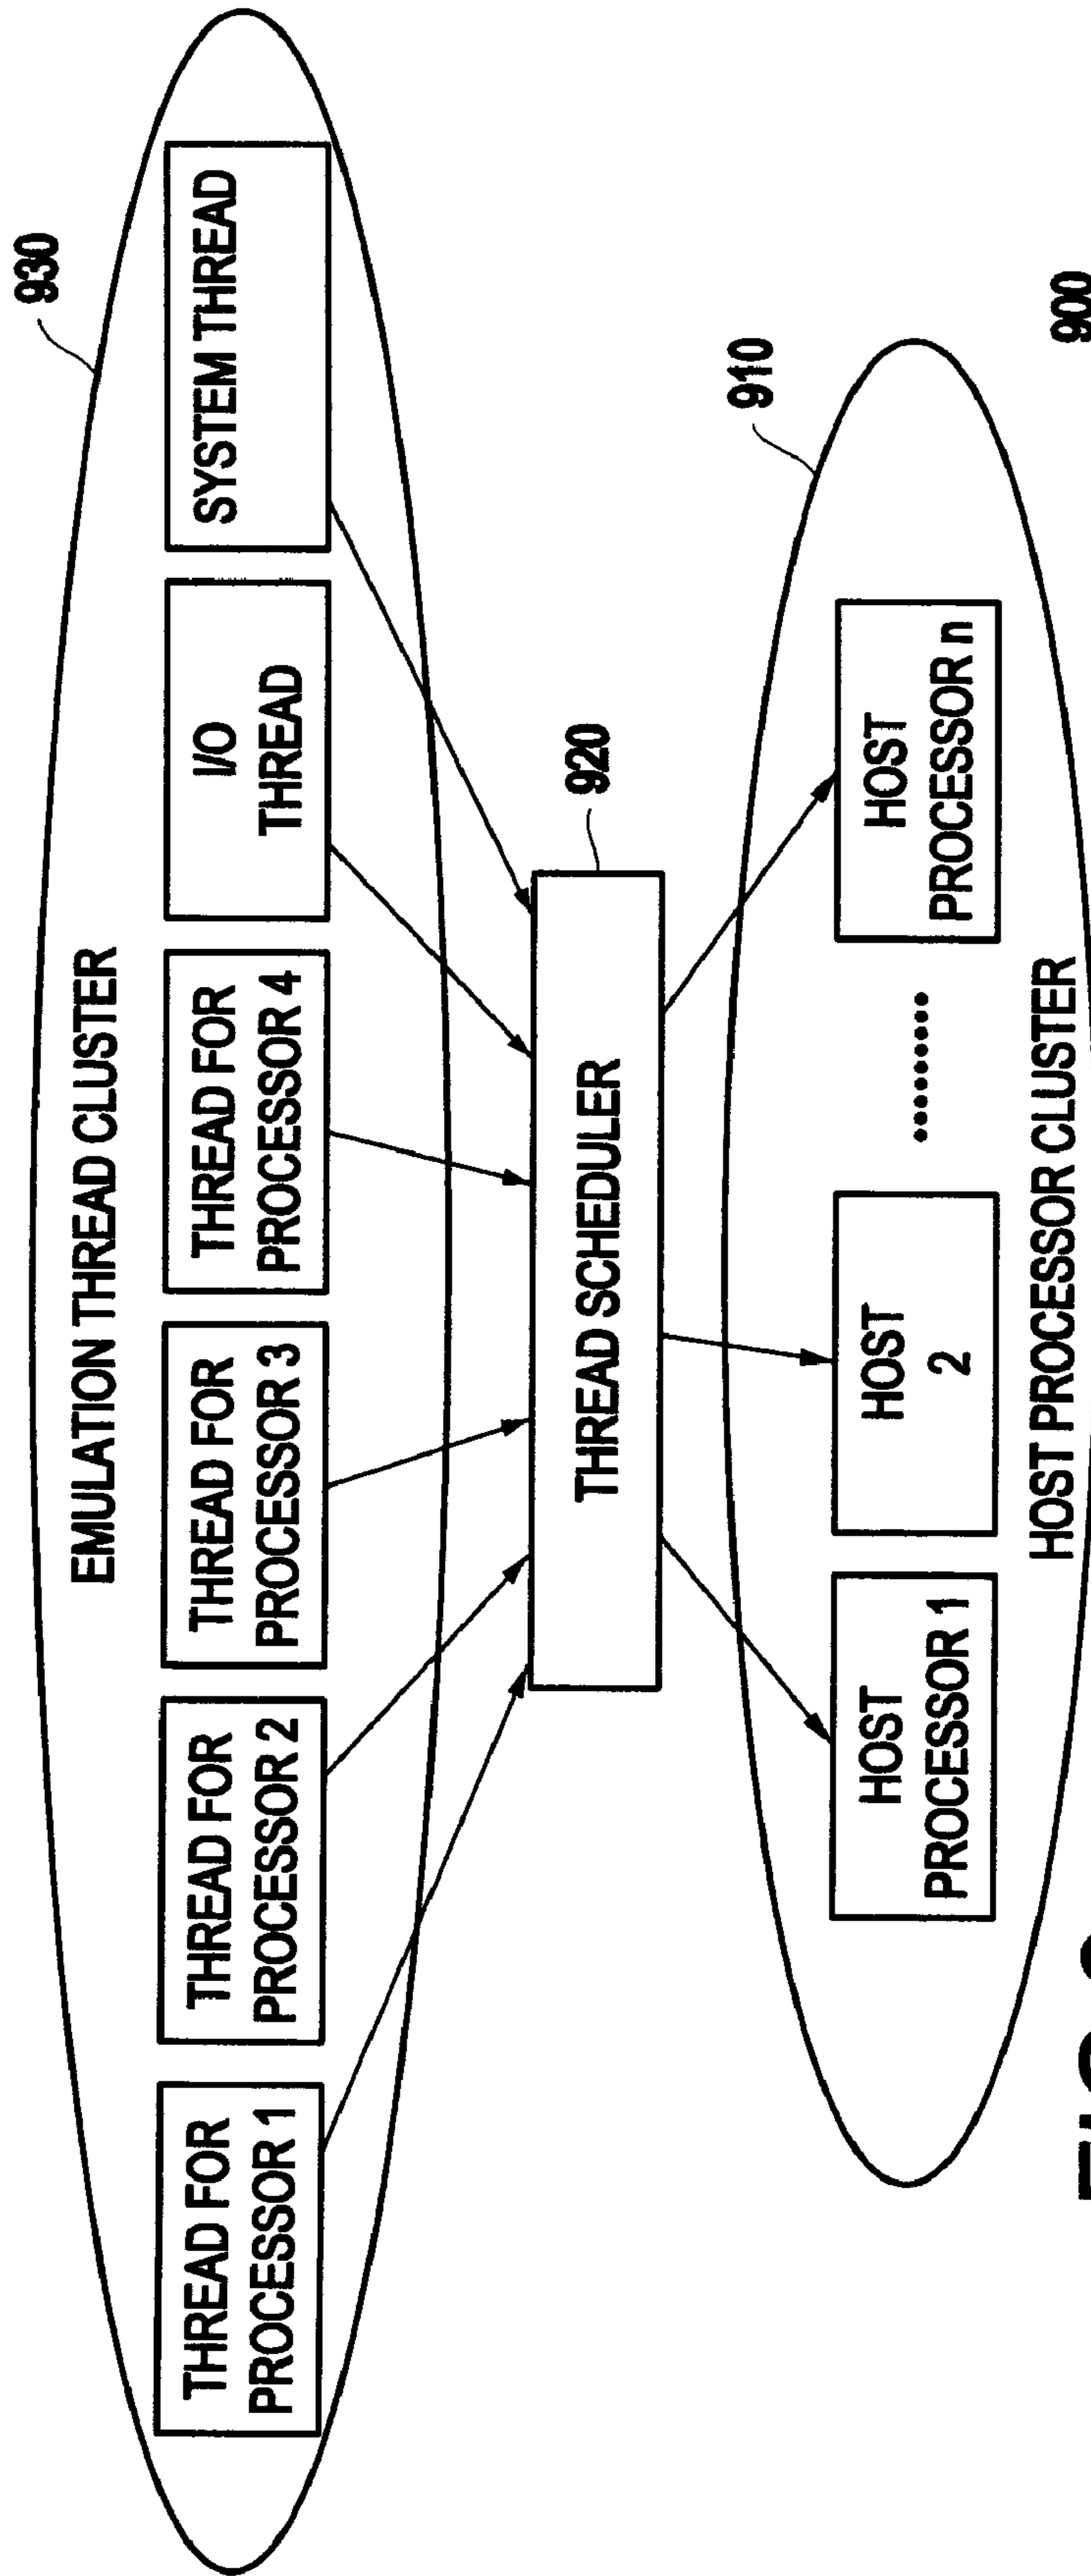 930
EMULATION THREAD CLUSTER
THREAD FOR
PROCESSOR 1
THREAD FOR
PROCESSOR 2
THREAD FOR
PROCESSOR 3
THREAD FOR
PROCESSOR 4
I/O
THREAD
SYSTEM THREAD
920
THREAD SCHEDULER
910
HOST
PROCESSOR 1
HOST
2
.........
HOST
PROCESSOR n
HOST PROCESSOR CLUSTER
900